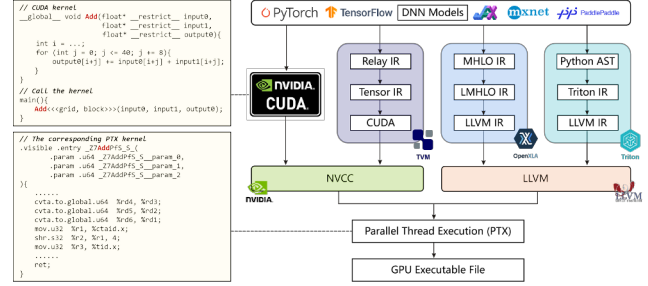 // CUDA kernel
__global__ void Add(float* __restrict__ input0,
float* __restrict__ input1,
float* __restrict__ output0){
int i = ...;
for (int j = 0; j <= 40; j += 8){
output0[i+j] += input0[i+j] + input1[i+j];
}
}
// Call the kernel
main(){
Add<<<grid, block>>>(input0, input1, output0);
}
// The corresponding PTX kernel
.visible .entry _Z7AddPfS_S_(
.param .u64 _Z7AddPfS_S__param_0,
.param .u64 _Z7AddPfS_S__param_1,
.param .u64 _Z7AddPfS_S__param_2
){
......
cvta.to.global.u64 %rd4, %rd3;
cvta.to.global.u64 %rd5, %rd2;
cvta.to.global.u64 %rd6, %rd1;
mov.u32 %r1, %ctaid.x;
shr.s32 %r2, %r1, 4;
mov.u32 %r3, %tid.x;
......
ret;
}
PyTorch
TensorFlow
DNN Models
mxnet
PaddlePaddle
NVIDIA.
CUDA.
Relay IR
Tensor IR
CUDA
TVM
MHLO IR
LMHLO IR
LLVM IR
OpenXLA
Python AST
Triton IR
LLVM IR
Triton
NVCC
NVIDIA.
LLVM
LLVM
Parallel Thread Execution (PTX)
GPU Executable File